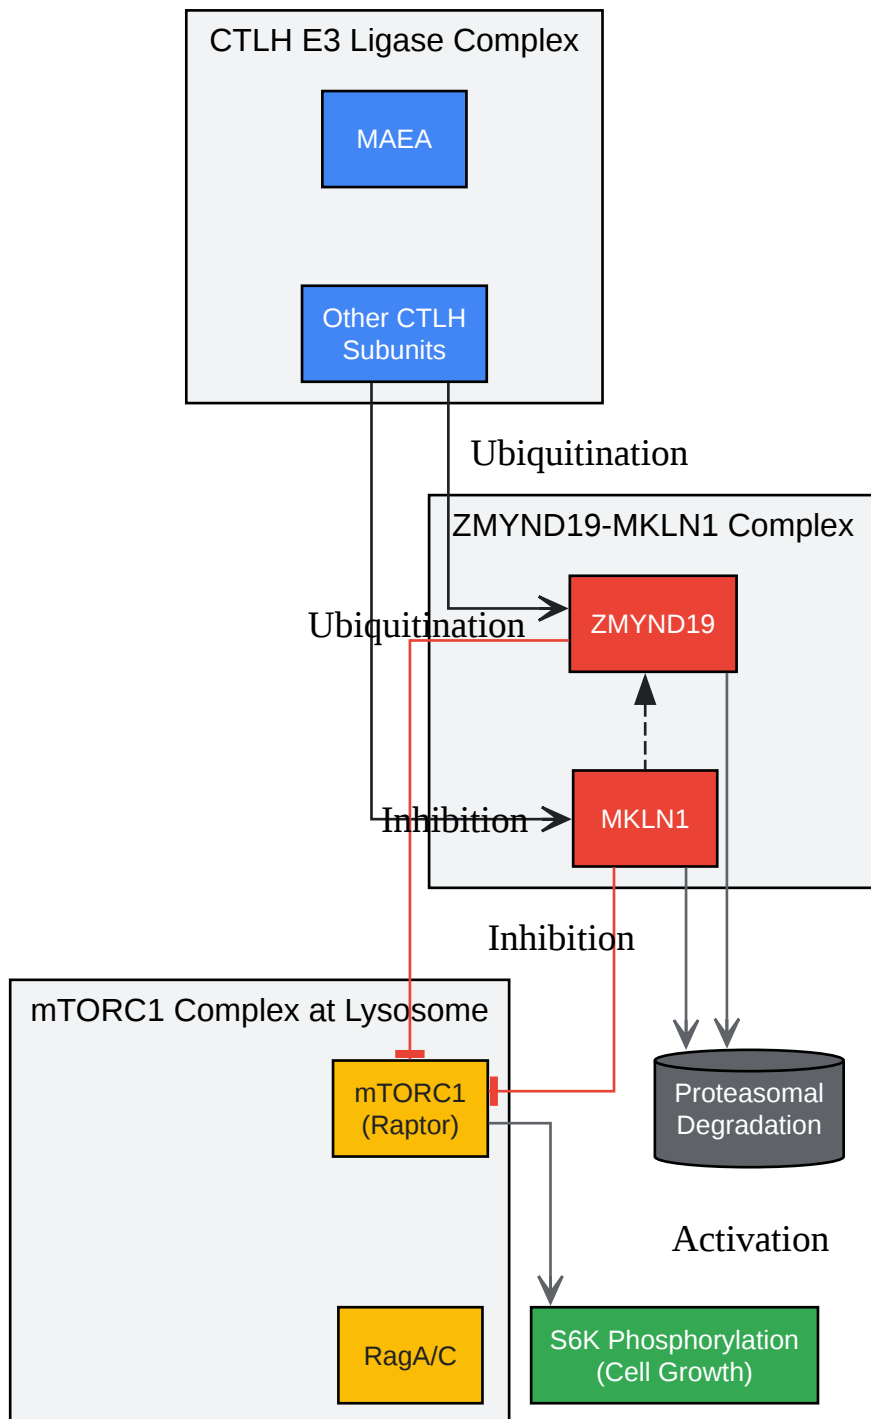 CTLH E3 Ligase Complex
MAEA
Other CTLH
Subunits
Ubiquitination
ZMYND19-MKLN1 Complex
ZMYND19
Ubiquitination
MKLN1
Inhibition
Inhibition
mTORC1 Complex at Lysosome
mTORC1
(Raptor)
Proteasomal
Degradation
Activation
RagA/C
S6K Phosphorylation
(Cell Growth)